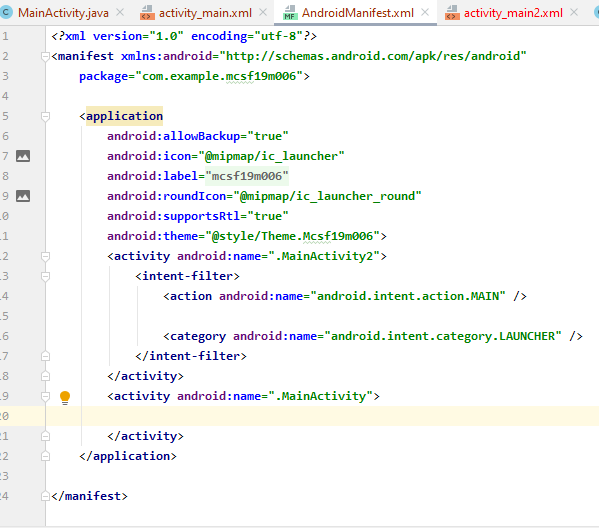 MainActivity.java × activity_main.xml × AndroidManifest.xml × activity_main2.xml ×
1 <?xml version="1.0" encoding="utf-8"?>
2 <manifest xmlns:android="http://schemas.android.com/apk/res/android"
3 package="com.example.mcsf19m006">
4
5 <application
6 android:allowBackup="true"
7 android:icon="@mipmap/ic_launcher"
8 android:label="mcsf19m006"
9 android:roundIcon="@mipmap/ic_launcher_round"
10 android:supportsRtl="true"
11 android:theme="@style/Theme.Mcsf19m006">
12 <activity android:name=".MainActivity2">
13 <intent-filter>
14 <action android:name="android.intent.action.MAIN" />
15
16 <category android:name="android.intent.category.LAUNCHER" />
17 </intent-filter>
18 </activity>
19 <activity android:name=".MainActivity">
20
21 </activity>
22 </application>
23
24 </manifest>